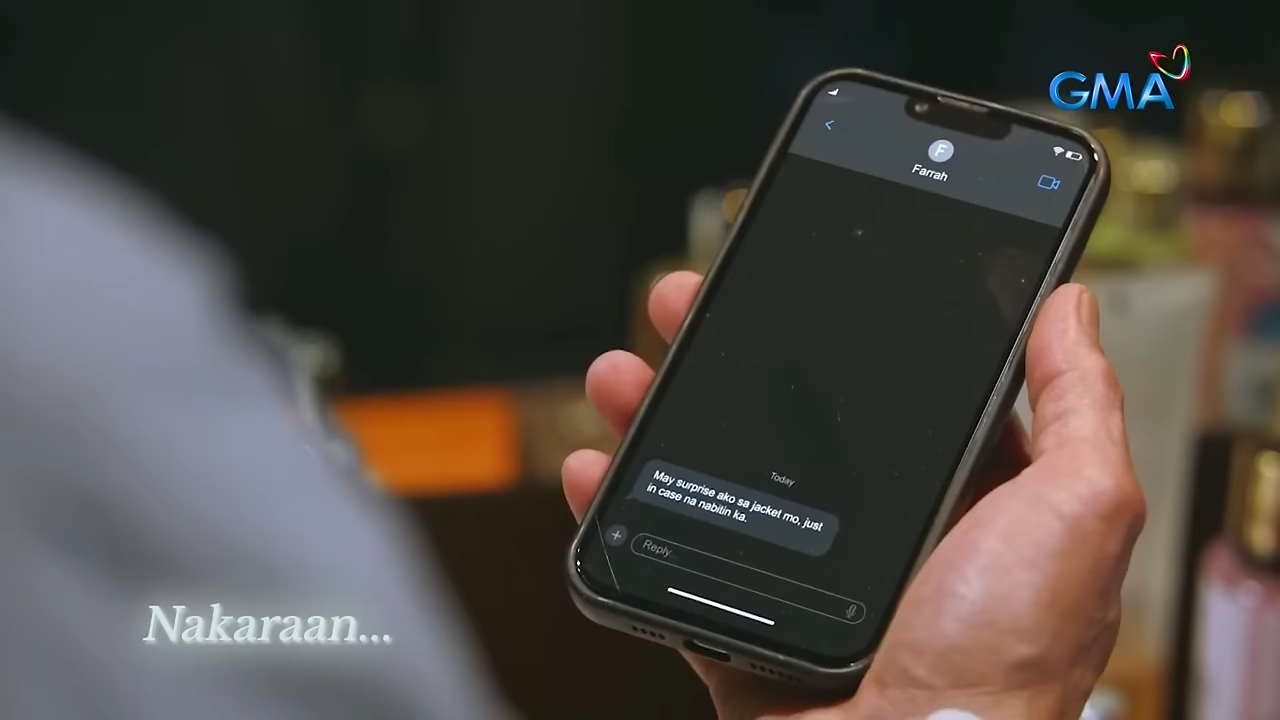 GMA
F
Farrah
Today
May surprise ako sa jacket mo, just
in case na nabitin ka.
Reply...
Nakaraan...